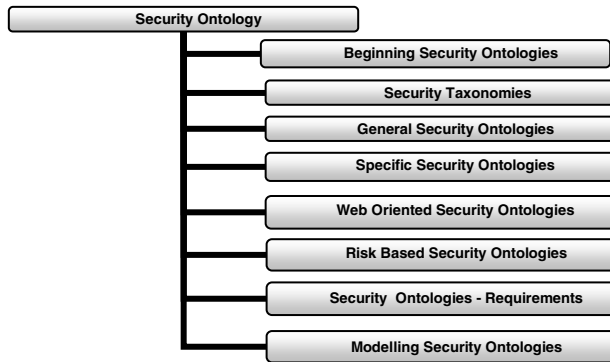 Security Ontology
Beginning Security Ontologies
Security Taxonomies
General Security Ontologies
Specific Security Ontologies
Web Oriented Security Ontologies
Risk Based Security Ontologies
Security  Ontologies - Requirements
Modelling Security Ontologies